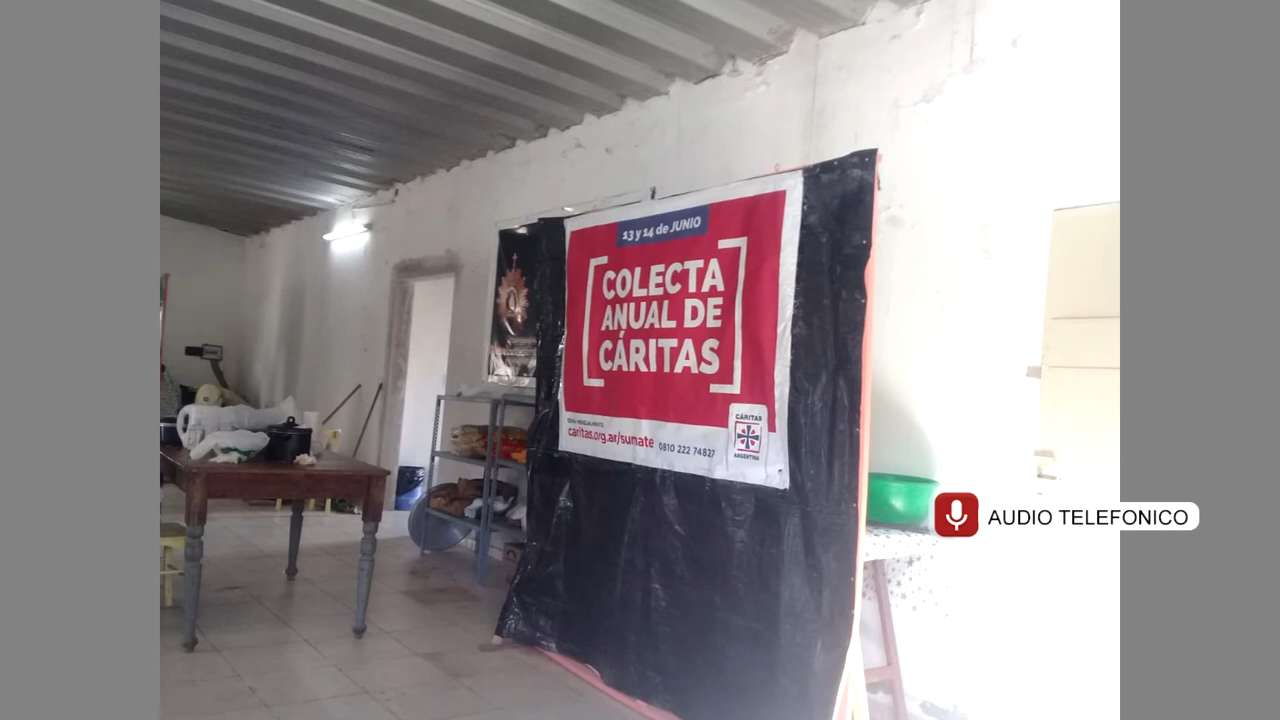 13 y 14 de JUNIO
COLECTA
ANUAL DE
CÁRITAS
caritas.org.ar/sumate
0810 222 74827
CÁRITAS
ARGENTINA
AUDIO TELEFONICO